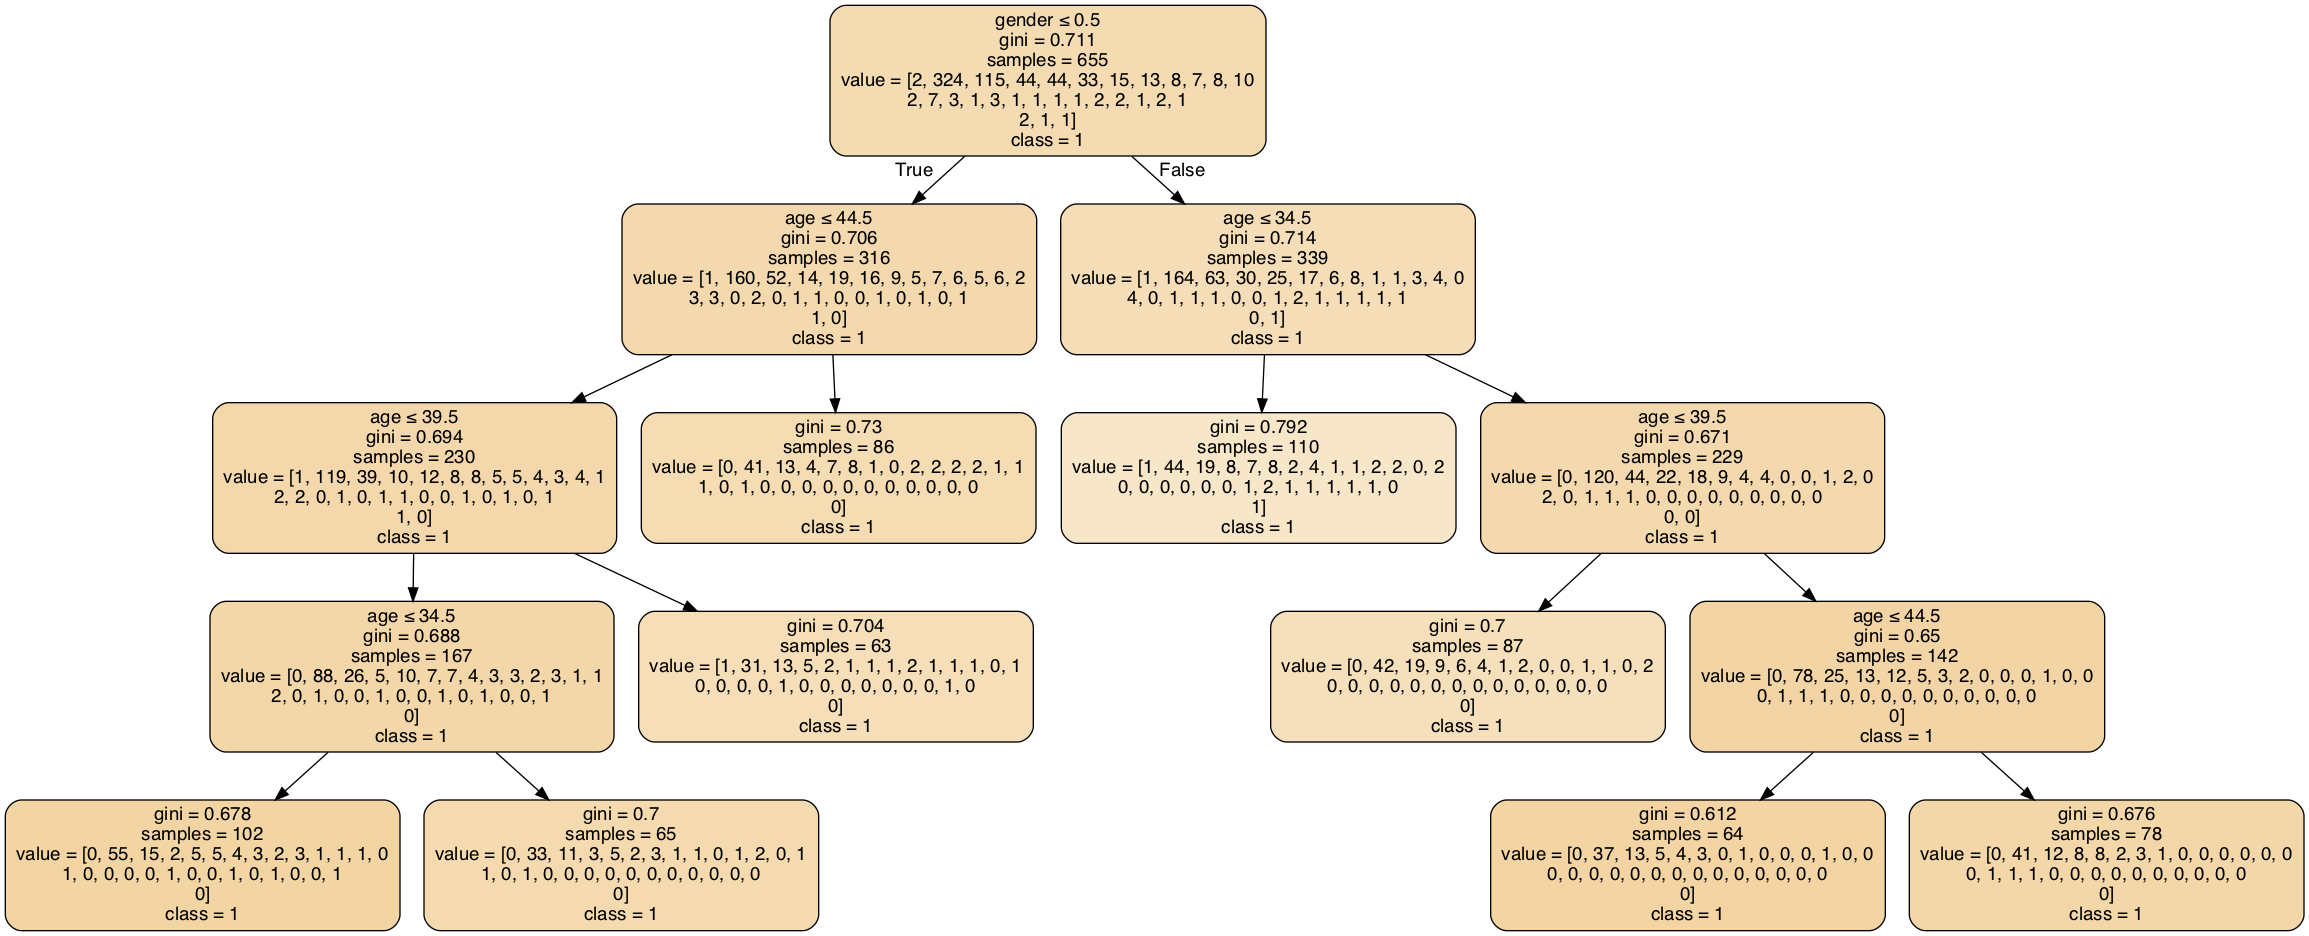 gender ≤ 0.5
gini = 0.711
samples = 655
value = [2, 324, 115, 44, 44, 33, 15, 13, 8, 7, 8, 10
2, 7, 3, 1, 3, 1, 1, 1, 1, 2, 2, 1, 2, 1
2, 1, 1]
class = 1
True
False
age ≤ 44.5
gini = 0.706
samples = 316
value = [1, 160, 52, 14, 19, 16, 9, 5, 7, 6, 5, 6, 2
3, 3, 0, 2, 0, 1, 1, 0, 0, 1, 0, 1, 0, 1
1, 0]
class = 1
age ≤ 34.5
gini = 0.714
samples = 339
value = [1, 164, 63, 30, 25, 17, 6, 8, 1, 1, 3, 4, 0
4, 0, 1, 1, 1, 0, 0, 1, 2, 1, 1, 1, 1, 1
0, 1]
class = 1
age ≤ 39.5
gini = 0.694
samples = 230
value = [1, 119, 39, 10, 12, 8, 8, 5, 5, 4, 3, 4, 1
2, 2, 0, 1, 0, 1, 1, 0, 0, 1, 0, 1, 0, 1
1, 0]
class = 1
gini = 0.73
samples = 86
value = [0, 41, 13, 4, 7, 8, 1, 0, 2, 2, 2, 2, 1, 1
1, 0, 1, 0, 0, 0, 0, 0, 0, 0, 0, 0, 0, 0
0]
class = 1
gini = 0.792
samples = 110
value = [1, 44, 19, 8, 7, 8, 2, 4, 1, 1, 2, 2, 0, 2
0, 0, 0, 0, 0, 0, 1, 2, 1, 1, 1, 1, 1, 0
1]
class = 1
age ≤ 39.5
gini = 0.671
samples = 229
value = [0, 120, 44, 22, 18, 9, 4, 4, 0, 0, 1, 2, 0
2, 0, 1, 1, 1, 0, 0, 0, 0, 0, 0, 0, 0, 0
0, 0]
class = 1
age ≤ 34.5
gini = 0.688
samples = 167
value = [0, 88, 26, 5, 10, 7, 7, 4, 3, 3, 2, 3, 1, 1
2, 0, 1, 0, 0, 1, 0, 0, 1, 0, 1, 0, 0, 1
0]
class = 1
gini = 0.704
samples = 63
value = [1, 31, 13, 5, 2, 1, 1, 1, 2, 1, 1, 1, 0, 1
0, 0, 0, 0, 1, 0, 0, 0, 0, 0, 0, 0, 1, 0
0]
class = 1
gini = 0.7
samples = 87
value = [0, 42, 19, 9, 6, 4, 1, 2, 0, 0, 1, 1, 0, 2
0, 0, 0, 0, 0, 0, 0, 0, 0, 0, 0, 0, 0, 0
0]
class = 1
age ≤ 44.5
gini = 0.65
samples = 142
value = [0, 78, 25, 13, 12, 5, 3, 2, 0, 0, 0, 1, 0, 0
0, 1, 1, 1, 0, 0, 0, 0, 0, 0, 0, 0, 0, 0
0]
class = 1
gini = 0.678
samples = 102
value = [0, 55, 15, 2, 5, 5, 4, 3, 2, 3, 1, 1, 1, 0
1, 0, 0, 0, 0, 1, 0, 0, 1, 0, 1, 0, 0, 1
0]
class = 1
gini = 0.7
samples = 65
value = [0, 33, 11, 3, 5, 2, 3, 1, 1, 0, 1, 2, 0, 1
1, 0, 1, 0, 0, 0, 0, 0, 0, 0, 0, 0, 0, 0
0]
class = 1
gini = 0.612
samples = 64
value = [0, 37, 13, 5, 4, 3, 0, 1, 0, 0, 0, 1, 0, 0
0, 0, 0, 0, 0, 0, 0, 0, 0, 0, 0, 0, 0, 0
0]
class = 1
gini = 0.676
samples = 78
value = [0, 41, 12, 8, 8, 2, 3, 1, 0, 0, 0, 0, 0, 0
0, 1, 1, 1, 0, 0, 0, 0, 0, 0, 0, 0, 0, 0
0]
class = 1